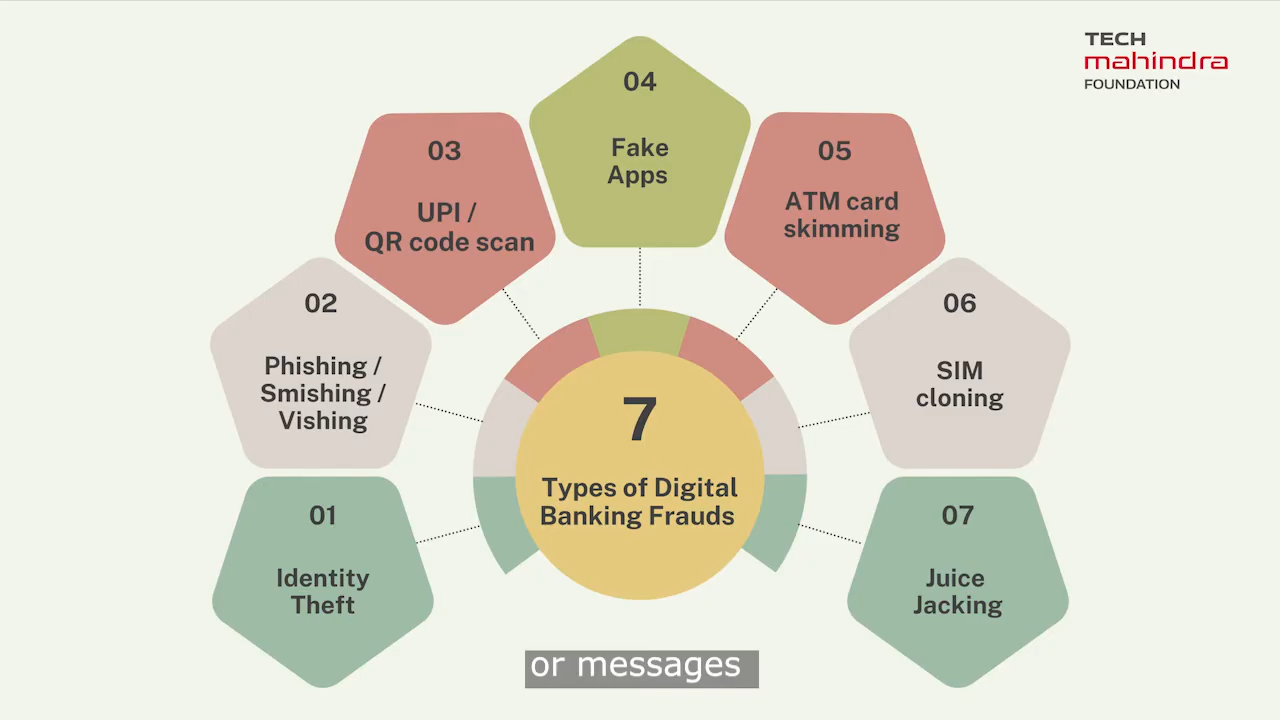 TECH
mahindra
FOUNDATION
04
Fake
Apps
03
UPI /
QR code scan
05
ATM card
skimming
02
Phishing /
Smishing /
Vishing
06
SIM
cloning
7
Types of Digital
Banking Frauds
01
Identity
Theft
07
Juice
Jacking
or messages